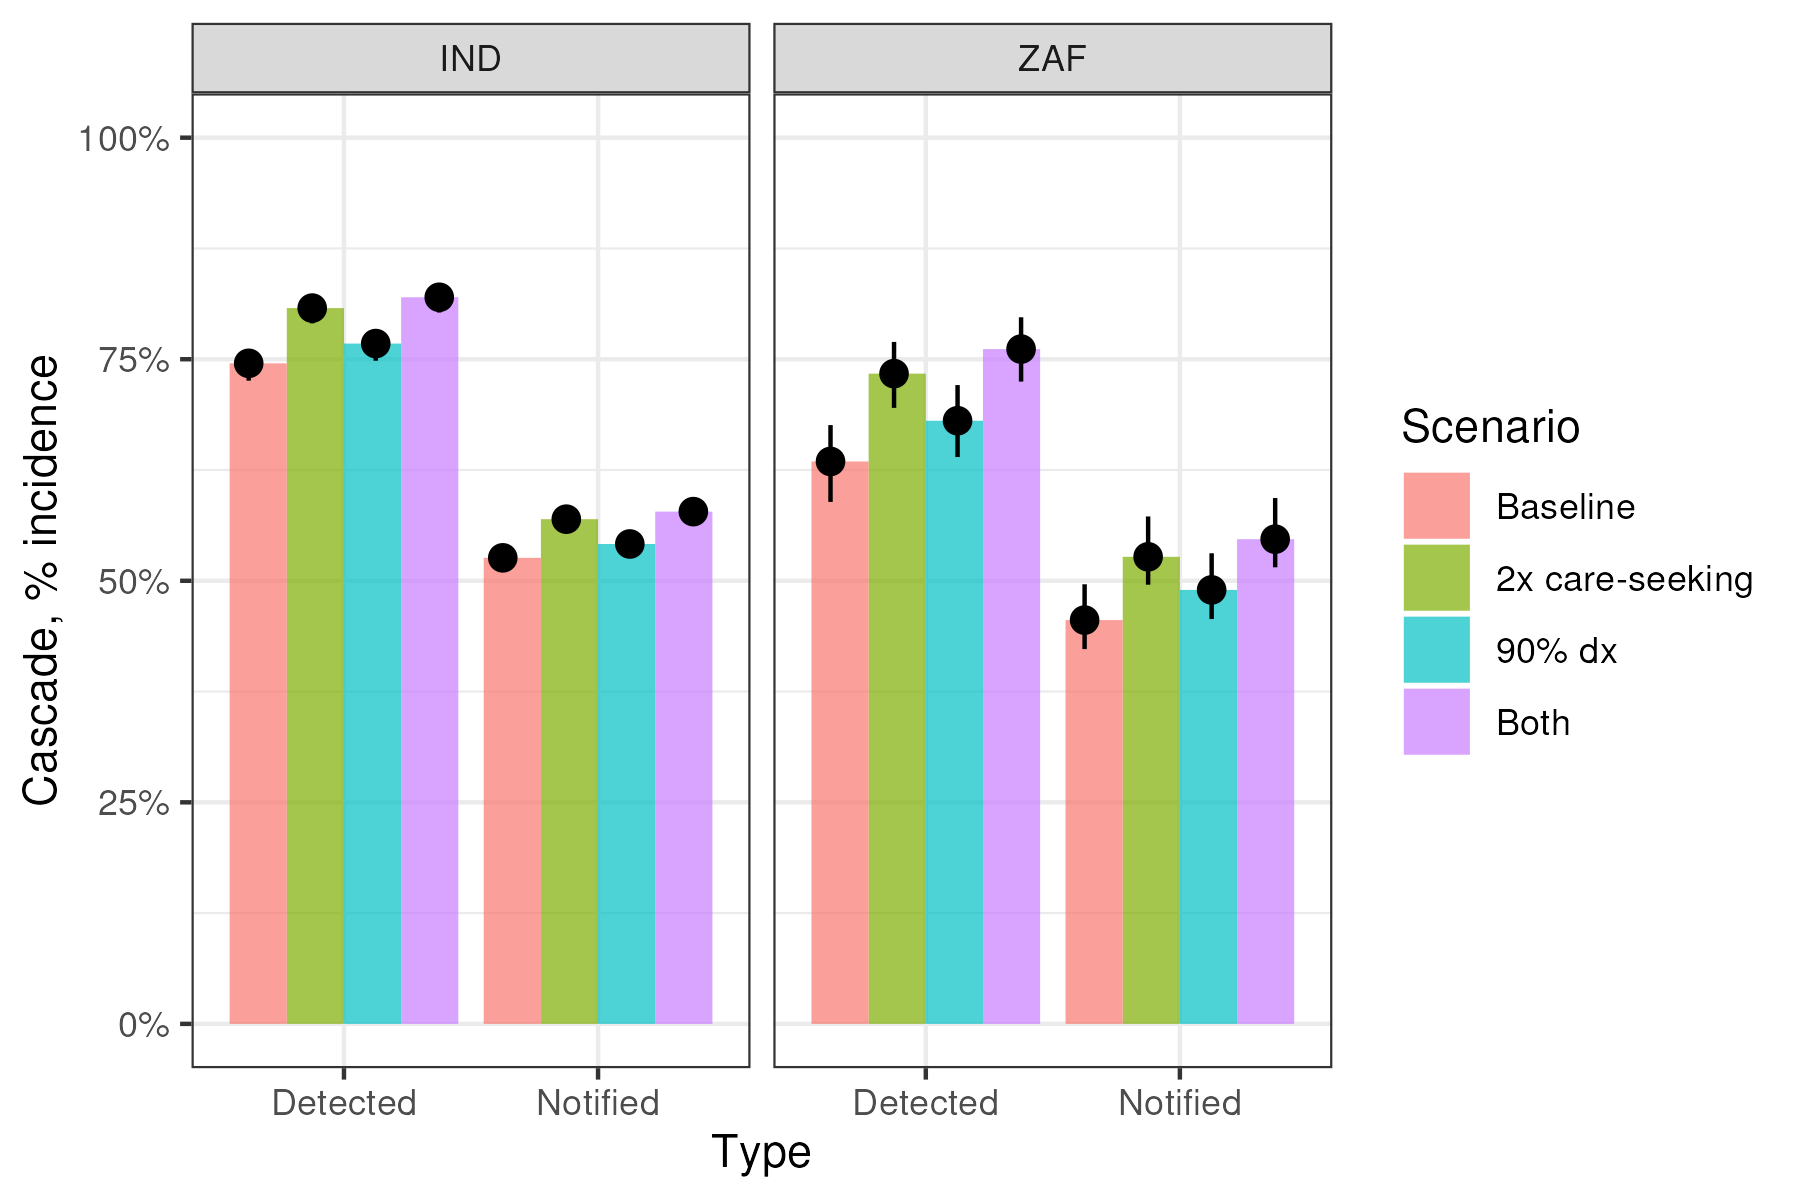 IND
ZAF
100%
75%
50%
25%
0%
Cascade, % incidence
Detected
Notified
Detected
Notified
Type
Scenario
Baseline
2x care-seeking
90% dx
Both